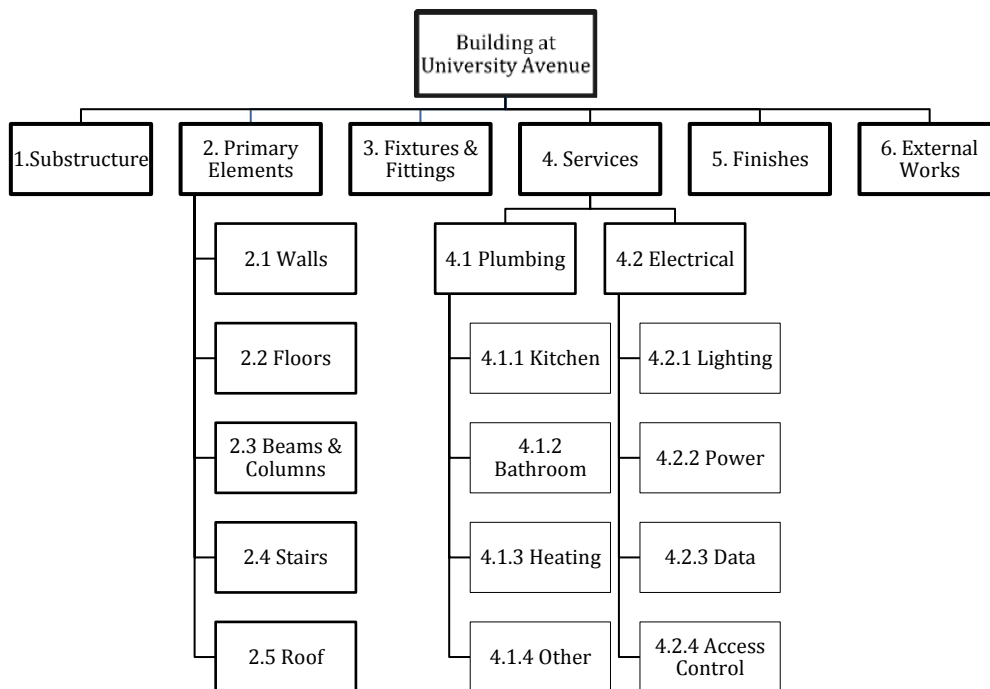 Building at
University Avenue
1.Substructure
2. Primary
Elements
3. Fixtures &
Fittings
4. Services
5. Finishes
6. External
Works
2.1 Walls
2.2 Floors
2.3 Beams &
Columns
2.4 Stairs
2.5 Roof
4.1 Plumbing
4.1.1 Kitchen
4.1.2
Bathroom
4.1.3 Heating
4.1.4 Other
4.2 Electrical
4.2.1 Lighting
4.2.2 Power
4.2.3 Data
4.2.4 Access
Control